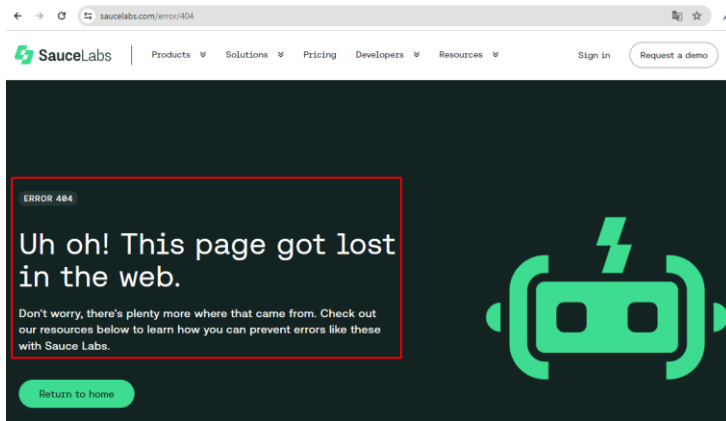 saucelabs.com/error/404
SauceLabs Products Solutions Pricing Developers Resources Sign in Request a demo
ERROR 404
Uh oh! This page got lost
in the web.
Don't worry, there's plenty more where that came from. Check out
our resources below to learn how you can prevent errors like these
with Sauce Labs.
Return to home